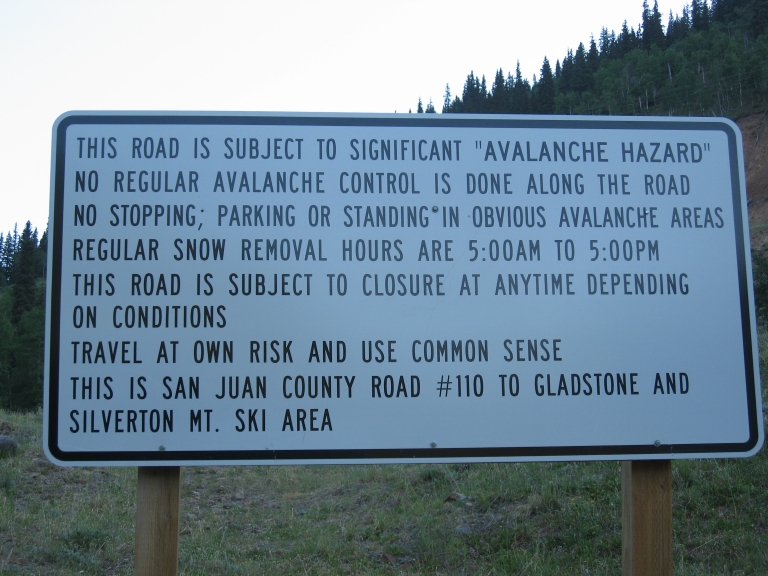 THIS ROAD IS SUBJECT TO SIGNIFICANT "AVALANCHE HAZARD"
NO REGULAR AVALANCHE CONTROL IS DONE ALONG THE ROAD
NO STOPPING; PARKING OR STANDING IN OBVIOUS AVALANCHE AREAS
REGULAR SNOW REMOVAL HOURS ARE 5:00AM TO 5:00PM
THIS ROAD IS SUBJECT TO CLOSURE AT ANYTIME DEPENDING
ON CONDITIONS
TRAVEL AT OWN RISK AND USE COMMON SENSE
THIS IS SAN JUAN COUNTY ROAD #110 TO GLADSTONE AND
SILVERTON MT. SKI AREA